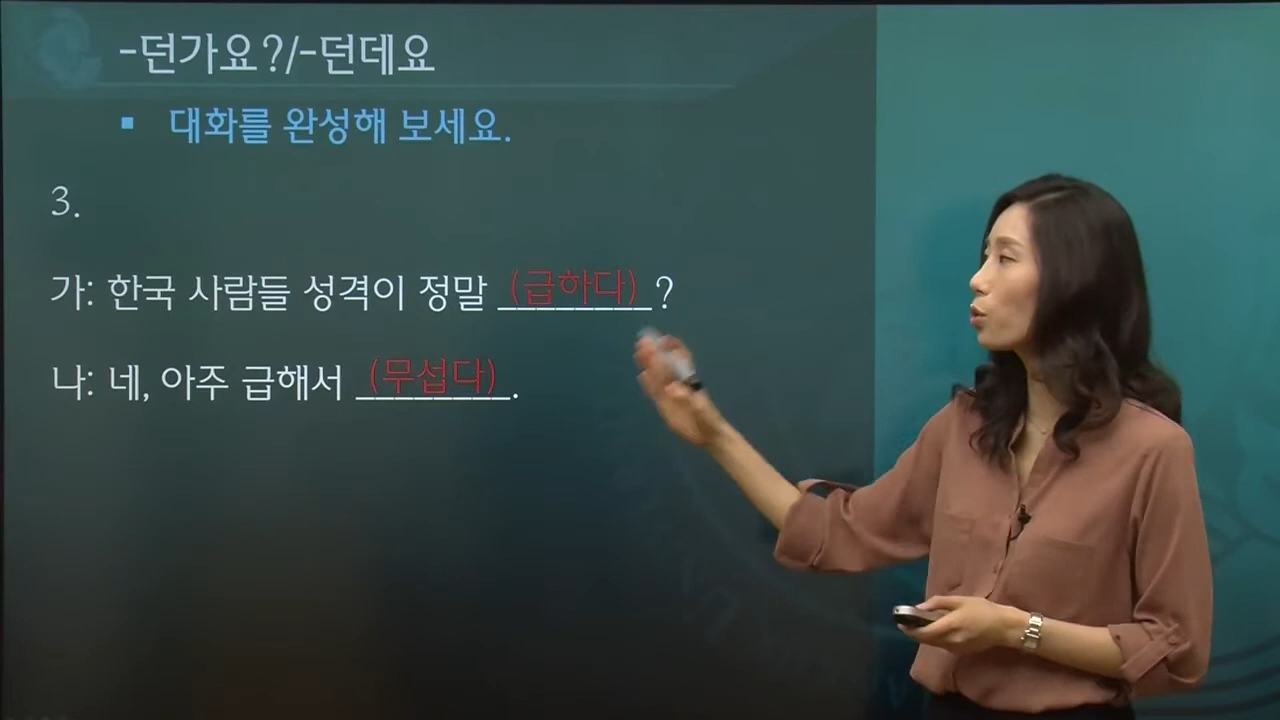 -던가요?/-던데요
▪ 대화를 완성해 보세요.
3.
가: 한국 사람들 성격이 정말 (급하다)?
나: 네, 아주 급해서 (무섭다).